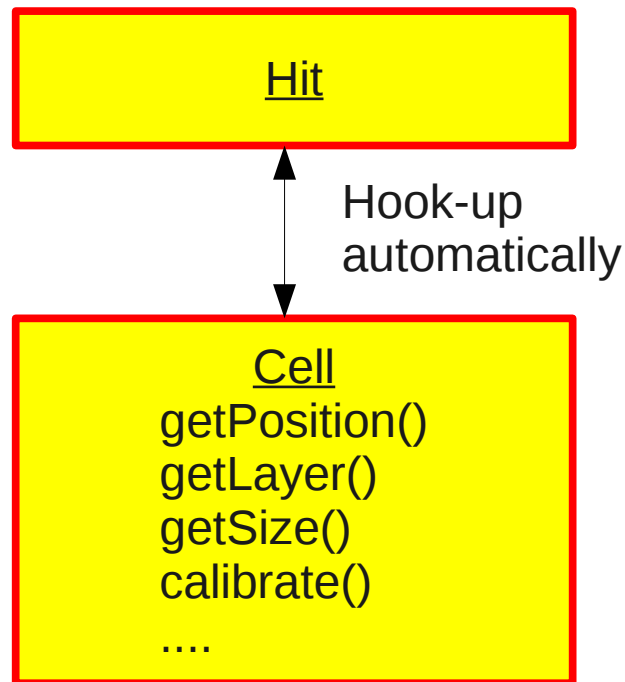 Hit
Hook-up
automatically
Cell
getPosition()
getLayer()
getSize()
calibrate()
....